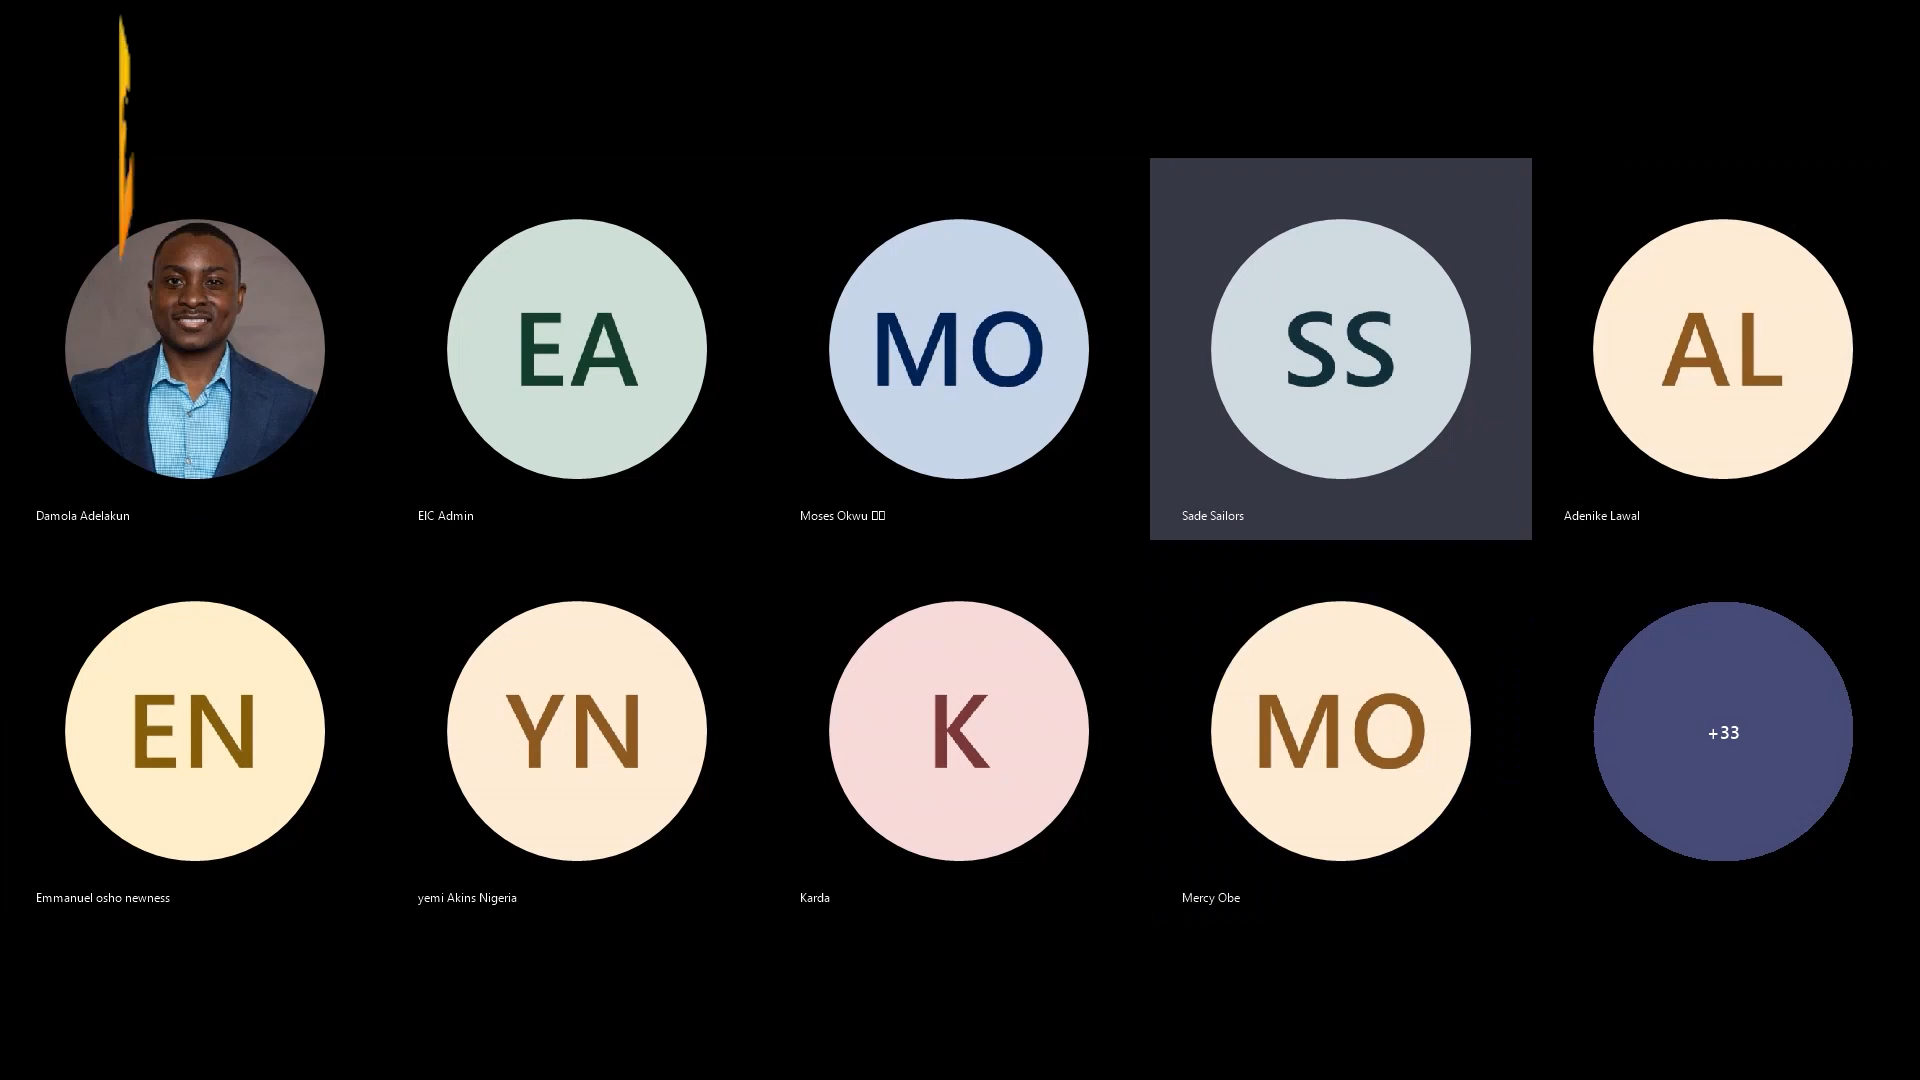 EA
MO
SS
AL
Damola Adelakun
EIC Admin
Moses Okwu
Sade Sailors
Adenike Lawal
EN
YN
K
MO
+33
Emmanuel osho newness
yemi Akins Nigeria
Karda
Mercy Obe